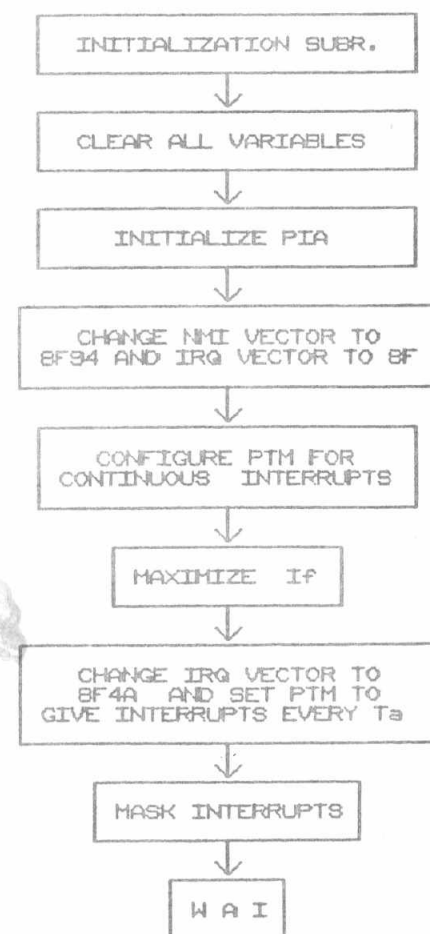 INITIALIZATION SUBR.
CLEAR ALL VARIABLES
INITIALIZE PIA
CHANGE NMI VECTOR TO
8F94 AND IRQ VECTOR TO 8F
CONFIGURE PTM FOR
CONTINUOUS INTERRUPTS
MAXIMIZE If
CHANGE IRQ VECTOR TO
8F4A AND SET PTM TO
GIVE INTERRUPTS EVERY Ta
MASK INTERRUPTS
W A I